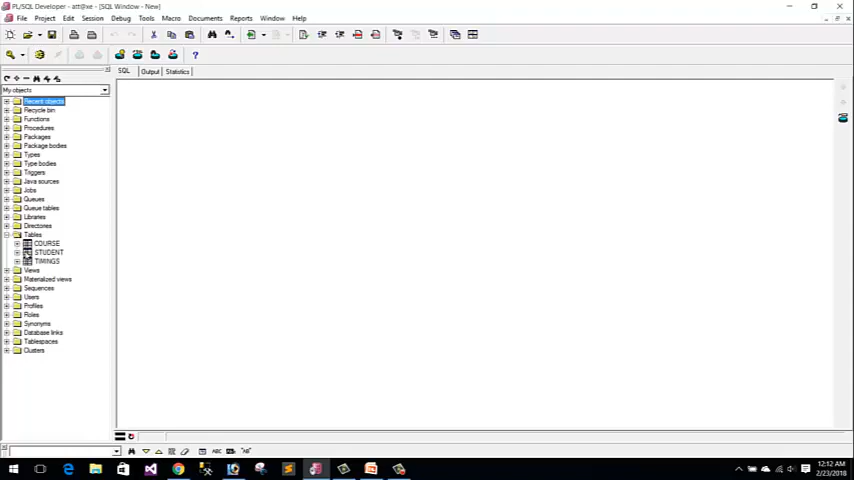 PL/SQL Developer - att@xe - [SQL Window - New]
File Project Edit Session Debug Tools Macro Documents Reports Window Help
SQL Output Statistics
My objects
Recent objects
Recycle bin
Functions
Procedures
Packages
Package bodies
Types
Type bodies
Triggers
Java sources
Jobs
Queues
Queue tables
Libraries
Directories
Tables
COURSE
STUDENT
TIMINGS
Views
Materialized views
Sequences
Users
Profiles
Roles
Synonyms
Database links
Tablespaces
Clusters
ABC "AB"
12:12 AM
2/23/2018